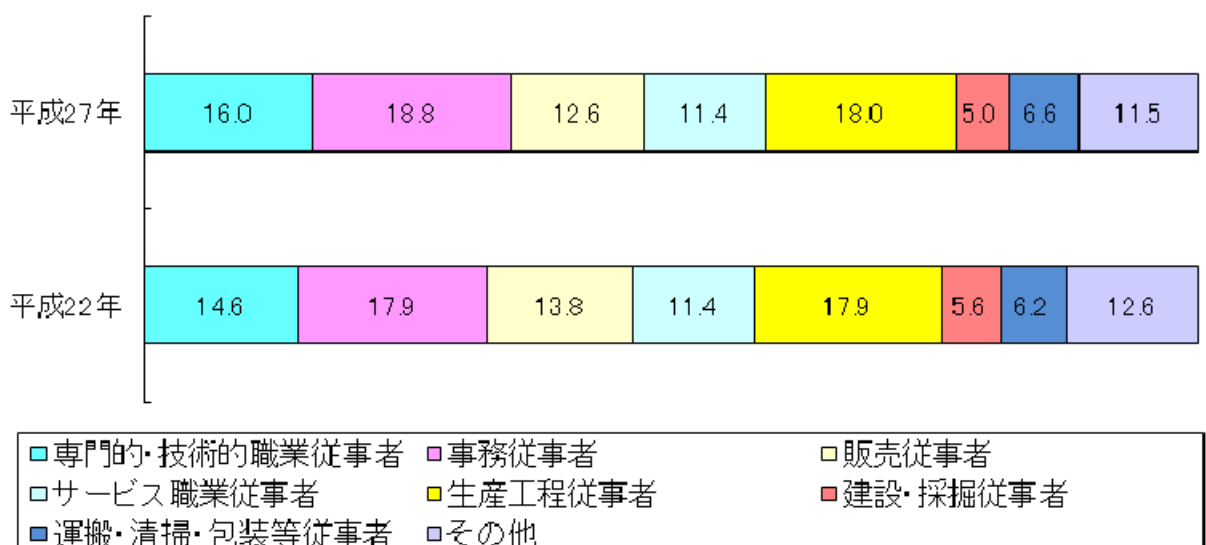 平成27年 16.0 18.8 12.6 11.4 18.0 5.0 6.6 11.5
平成22年 14.6 17.9 13.8 11.4 17.9 5.6 6.2 12.6
専門的・技術的職業従事者 事務従事者 販売従事者
サービス職業従事者 生産工程従事者 建設・採掘従事者
運搬・清掃・包装等従事者 その他